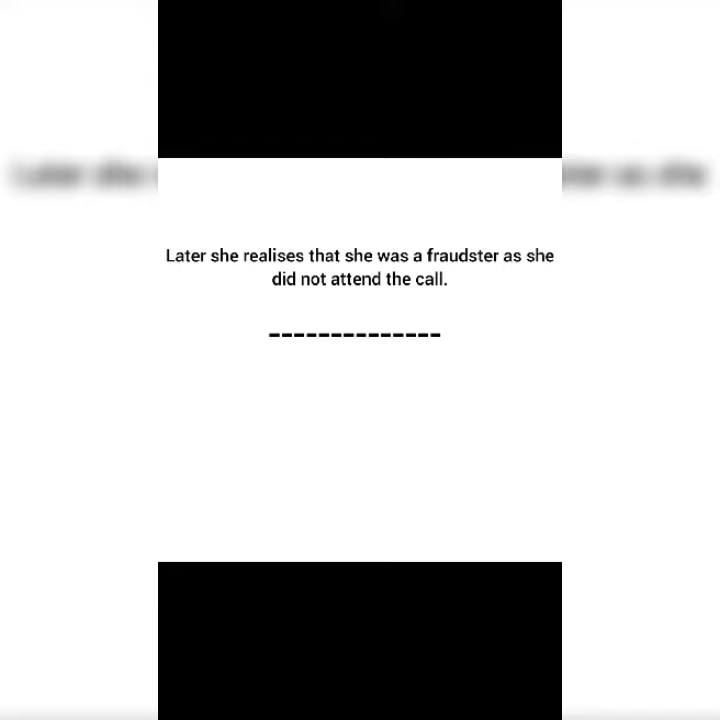 Later she realises that she was a fraudster as she
did not attend the call.
--------------